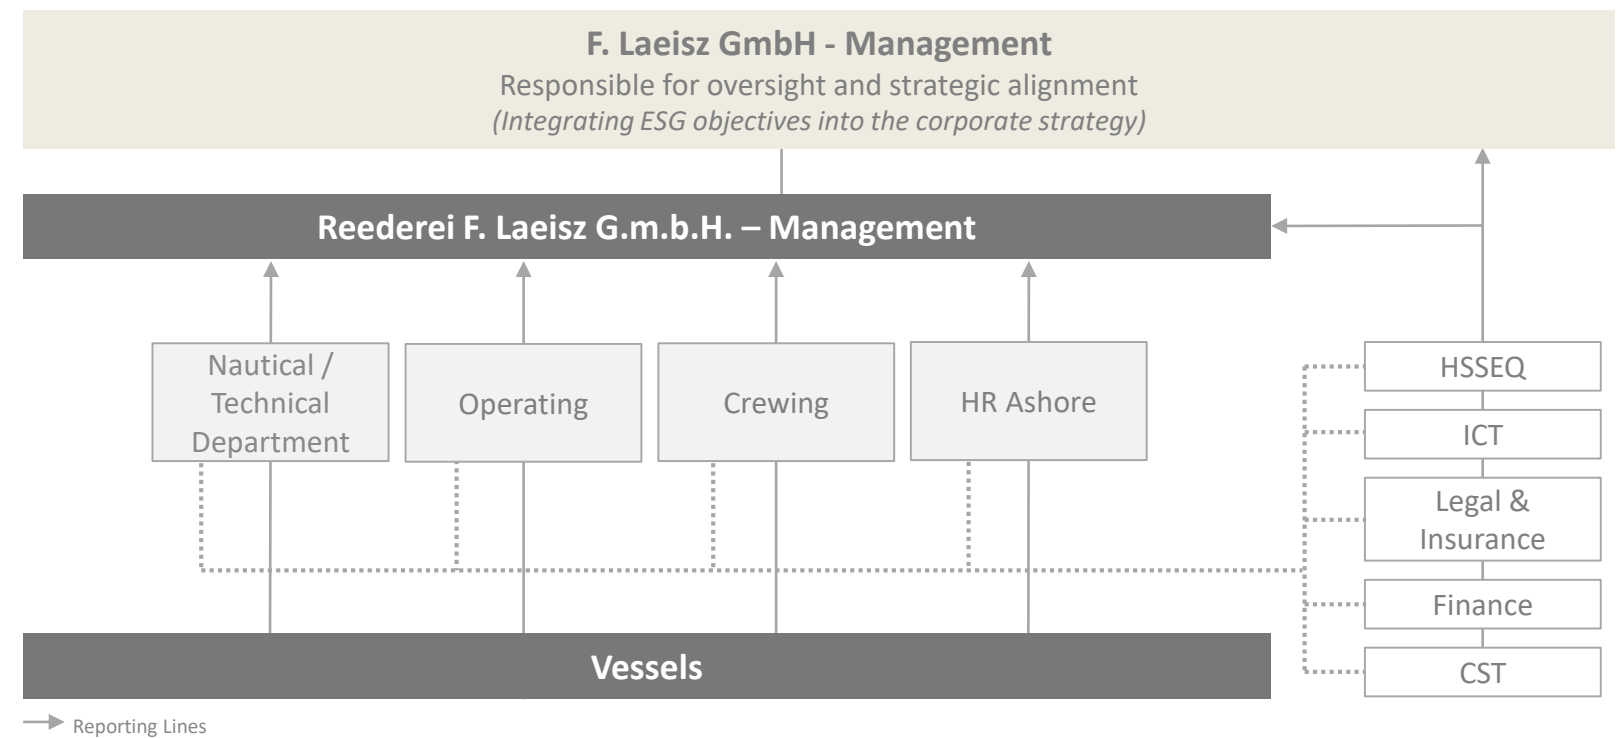 F. Laeisz GmbH - Management
Responsible for oversight and strategic alignment
(Integrating ESG objectives into the corporate strategy)
Reederei F. Laeisz G.m.b.H. – Management
Nautical /
Technical
Department
Operating
Crewing
HR Ashore
HSSEQ
ICT
Legal &
Insurance
Finance
CST
Vessels
Reporting Lines